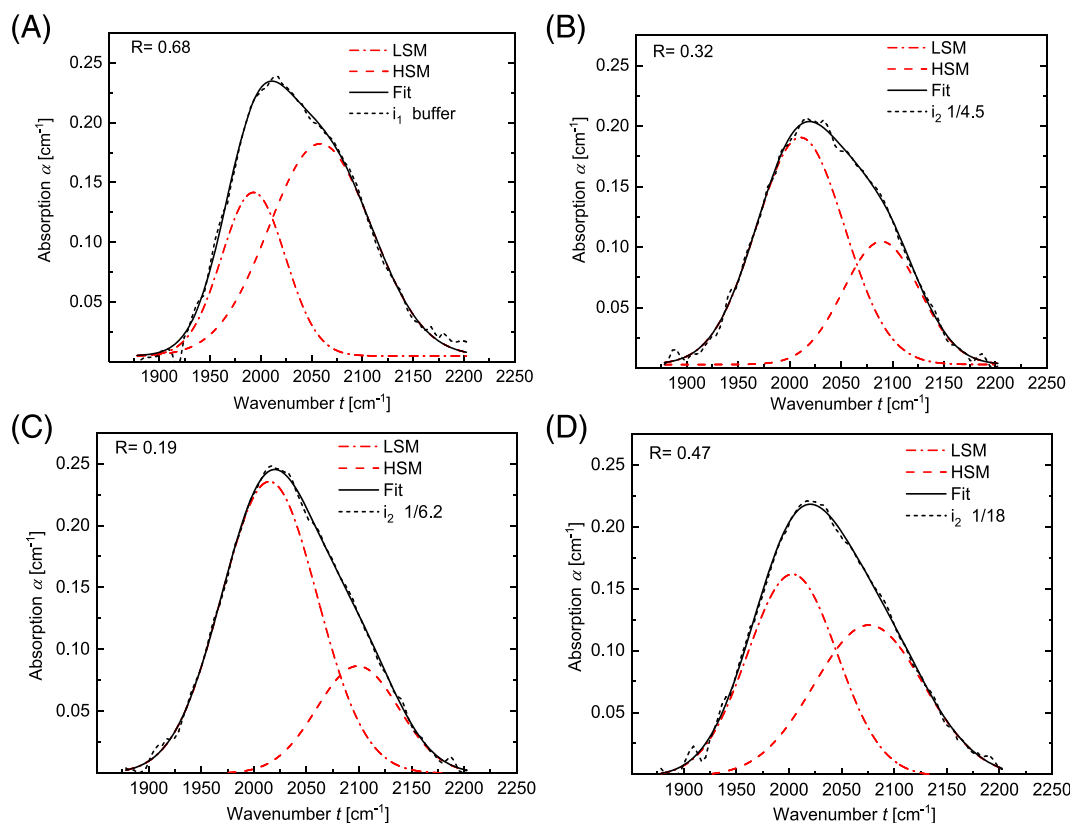 (A)
R= 0.68
LSM
HSM
Fit
i₁ buffer
0.25
0.20
0.15
0.10
0.05
Absorption α [cm⁻¹]
1900 1950 2000 2050 2100 2150 2200 2250
Wavenumber t [cm⁻¹]
(B)
R= 0.32
LSM
HSM
Fit
i₂ 1/4.5
0.25
0.20
0.15
0.10
0.05
Absorption α [cm⁻¹]
1900 1950 2000 2050 2100 2150 2200 2250
Wavenumber t [cm⁻¹]
(C)
R= 0.19
LSM
HSM
Fit
i₂ 1/6.2
0.25
0.20
0.15
0.10
0.05
Absorption α [cm⁻¹]
1900 1950 2000 2050 2100 2150 2200 2250
Wavenumber t [cm⁻¹]
(D)
R= 0.47
LSM
HSM
Fit
i₂ 1/18
0.25
0.20
0.15
0.10
0.05
Absorption α [cm⁻¹]
1900 1950 2000 2050 2100 2150 2200 2250
Wavenumber t [cm⁻¹]